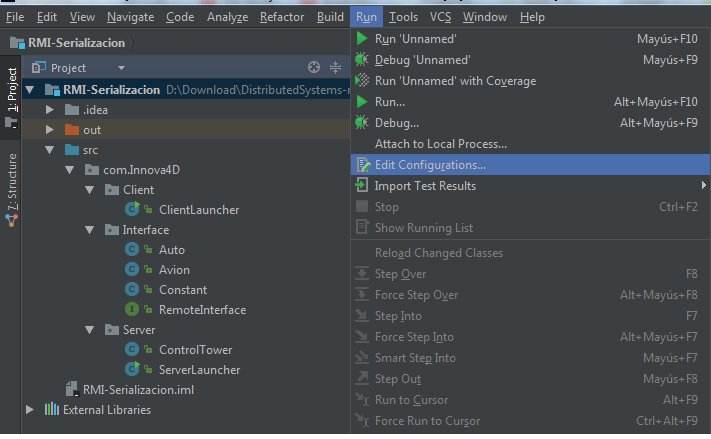 File Edit View Navigate Code Analyze Refactor Build Run Tools VCS Window Help
RMI-Serializacion
1: Project
7: Structure
Project
RMI-Serializacion D:\Download\DistributedSystems-
.idea
out
src
com.Innova4D
Client
ClientLauncher
Interface
Auto
Avion
Constant
RemoteInterface
Server
ControlTower
ServerLauncher
RMI-Serializacion.iml
External Libraries
Run 'Unnamed' Mayús+F10
Debug 'Unnamed' Mayús+F9
Run 'Unnamed' with Coverage
Run... Alt+Mayús+F10
Debug... Alt+Mayús+F9
Attach to Local Process...
Edit Configurations...
Import Test Results
Stop Ctrl+F2
Show Running List
Reload Changed Classes
Step Over F8
Force Step Over Alt+Mayús+F8
Step Into F7
Force Step Into Alt+Mayús+F7
Smart Step Into Mayús+F7
Step Out Mayús+F8
Run to Cursor Alt+F9
Force Run to Cursor Ctrl+Alt+F9